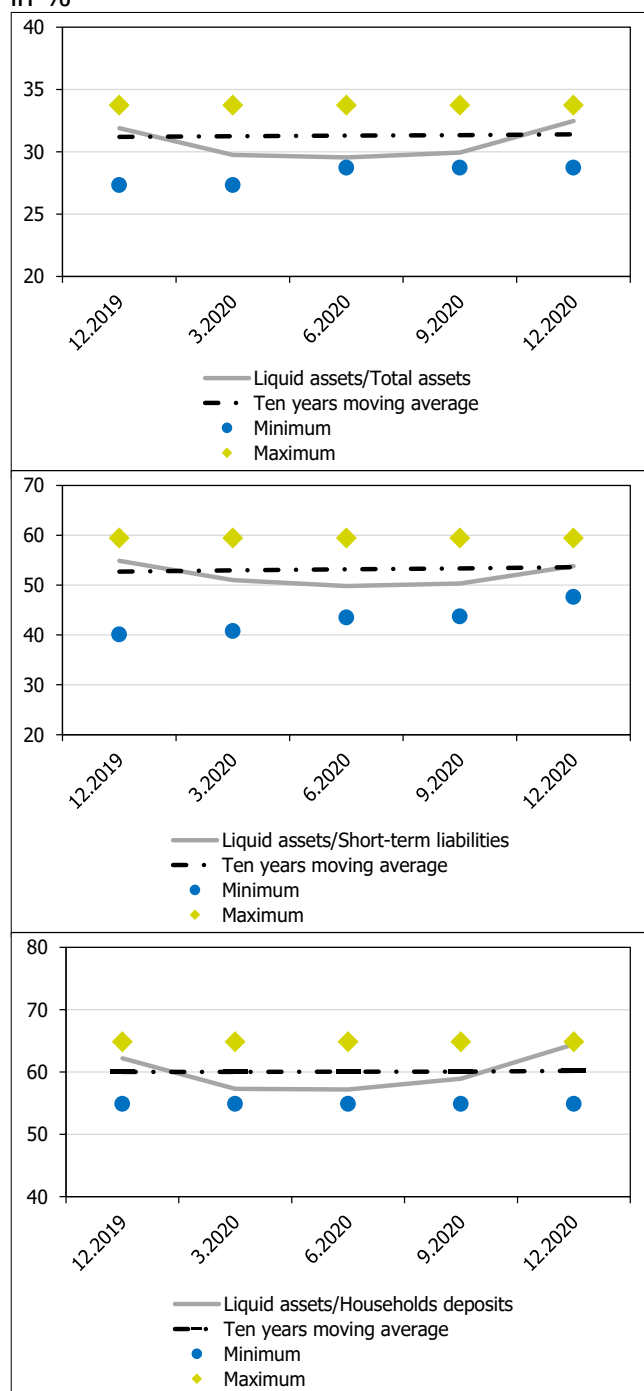 in %
40
35
30
25
20
12.2019
3.2020
6.2020
9.2020
12.2020
Liquid assets/Total assets
Ten years moving average
Minimum
Maximum
70
60
50
40
30
20
12.2019
3.2020
6.2020
9.2020
12.2020
Liquid assets/Short-term liabilities
Ten years moving average
Minimum
Maximum
80
70
60
50
40
12.2019
3.2020
6.2020
9.2020
12.2020
Liquid assets/Households deposits
Ten years moving average
Minimum
Maximum